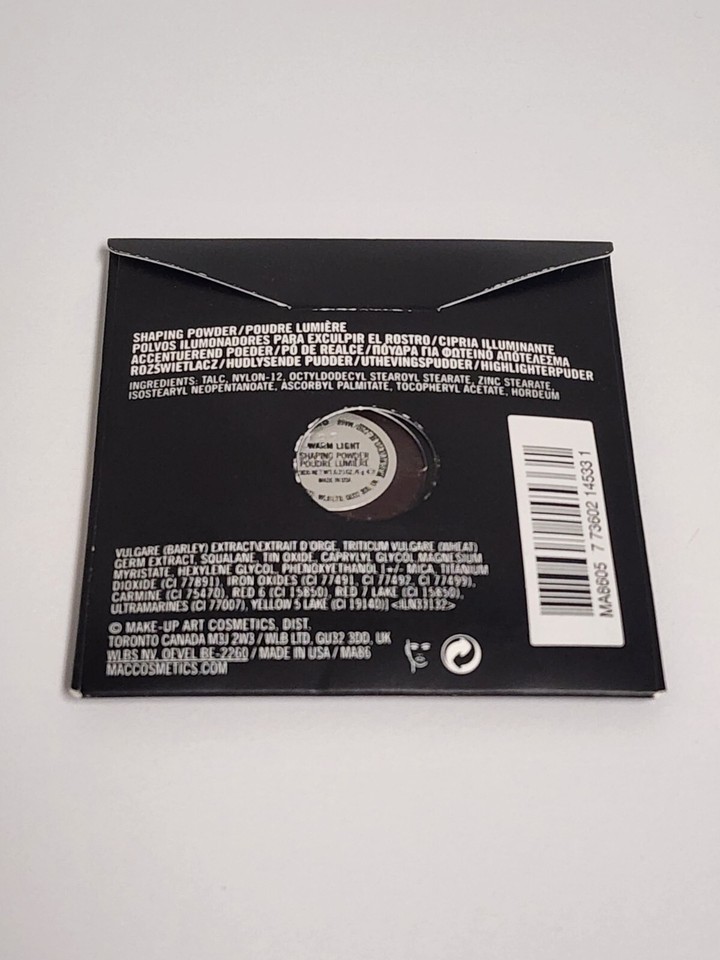 SHAPING POWDER/POUDRE LUMIÈRE
POLVOS ILUMONADORES PARA EXCULPIR EL ROSTRO/CIPRIA ILLUMINANTE
ACCENTUEREND POEDER/PÓ DE REALCE/ΠΟΥΔΡΑ ΓΙΑ ΦΩΤΕΙΝΟ ΑΠΟΤΕΛΕΣΜΑ
ROZSWIETLACZ/HUDLYSENDE PUDDER/UTHEVINGSPUDDER/HIGHLIGHTERPUDER
INGREDIENTS: TALC, NYLON-12, OCTYLDODECYL STEAROYL STEARATE, ZINC STEARATE,
ISOSTEARYL NEOPENTANOATE, ASCORBYL PALMITATE, TOCOPHERYL ACETATE, HORDEUM
WARM LIGHT
SHAPING POWDER
POUDRE LUMIÈRE
MADE IN USA
VULGARE (BARLEY) EXTRACT\EXTRAIT D'ORGE, TRITICUM VULGARE (WHEAT)
GERM EXTRACT, SQUALANE, TIN OXIDE, CAPRYLYL GLYCOL, MAGNESIUM
MYRISTATE, HEXYLENE GLYCOL, PHENOXYETHANOL [+/- MICA, TITANIUM
DIOXIDE (CI 77891), IRON OXIDES (CI 77491, CI 77492, CI 77499),
CARMINE (CI 75470), RED 6 (CI 15850), RED 7 LAKE (CI 15850),
ULTRAMARINES (CI 77007), YELLOW 5 LAKE (CI 19140)] <ILN33132>
© MAKE-UP ART COSMETICS, DIST.
TORONTO CANADA M3J 2W3 / WLB LTD, GU32 3DD, UK
WLBS NV, OEVEL BE-2260 / MADE IN USA / MA86
MACCOSMETICS.COM
MA8605 7 73602 14533 1